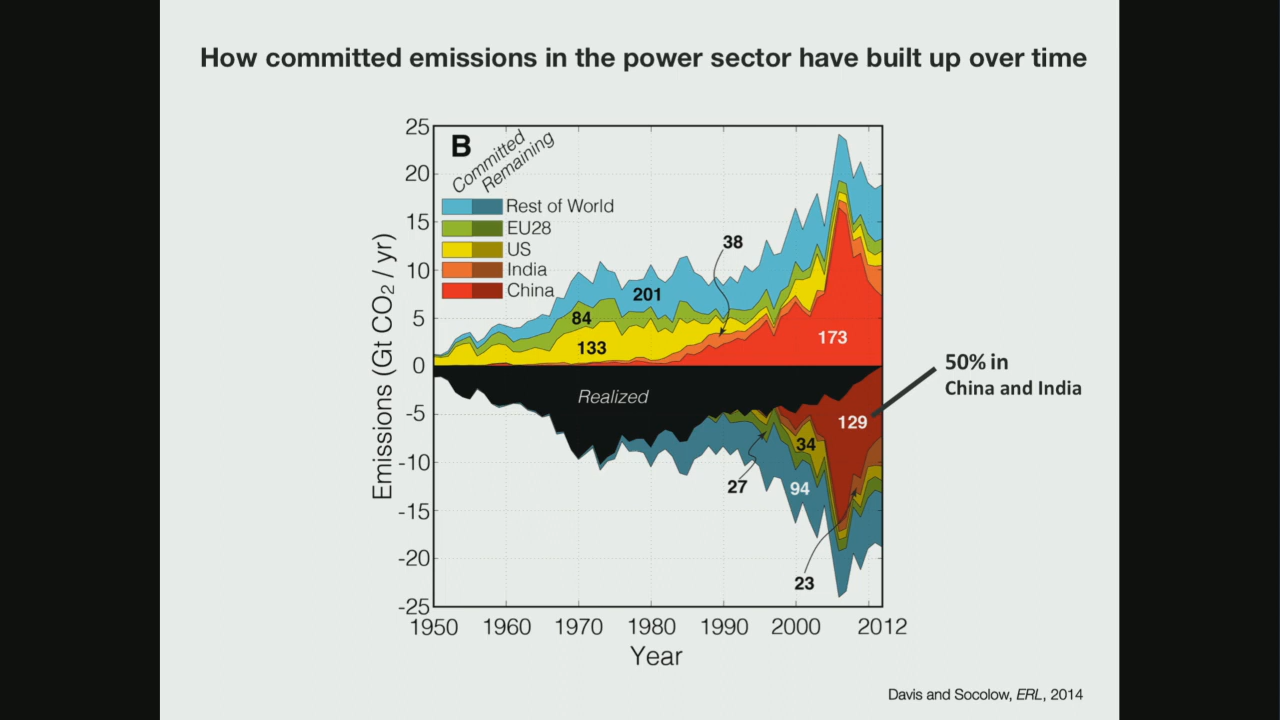 How committed emissions in the power sector have built up over time
B
Committed
Remaining
Rest of World
EU28
US
India
China
Emissions (Gt CO₂ / yr)
25
20
15
10
5
0
-5
-10
-15
-20
-25
38
201
84
133
173
Realized
129
34
27
94
23
50% in
China and India
1950 1960 1970 1980 1990 2000 2012
Year
Davis and Socolow, ERL, 2014